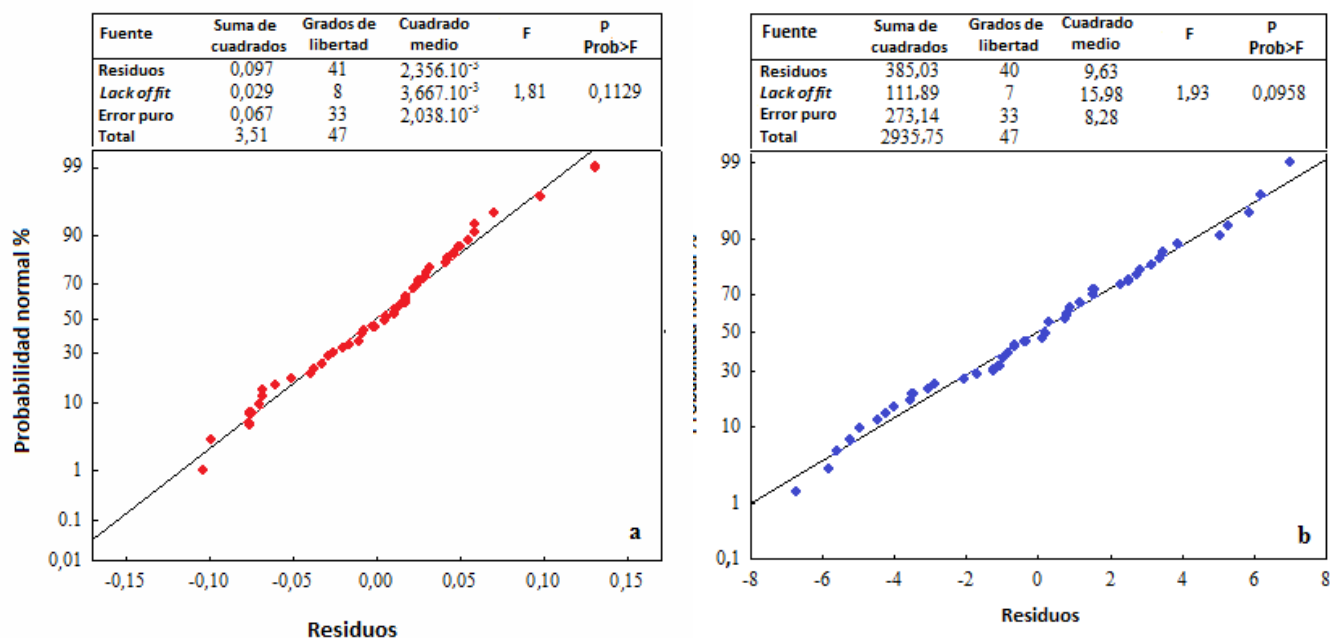 Fuente Suma de cuadrados Grados de libertad Cuadrado medio F P Prob>F
Residuos 0,097 41 2,356.10⁻³
Lack of fit 0,029 8 3,667.10⁻³ 1,81 0,1129
Error puro 0,067 33 2,038.10⁻³
Total 3,51 47
99
90
70
50
30
10
1
0.1
0,01
Probabilidad normal %
a
-0,15 -0,10 -0,05 0,00 0,05 0,10 0,15
Residuos
Fuente Suma de cuadrados Grados de libertad Cuadrado medio F P Prob>F
Residuos 385,03 40 9,63
Lack of fit 111,89 7 15,98 1,93 0,0958
Error puro 273,14 33 8,28
Total 2935,75 47
99
90
70
50
30
10
1
0,1
Probabilidad normal %
b
-8 -6 -4 -2 0 2 4 6 8
Residuos